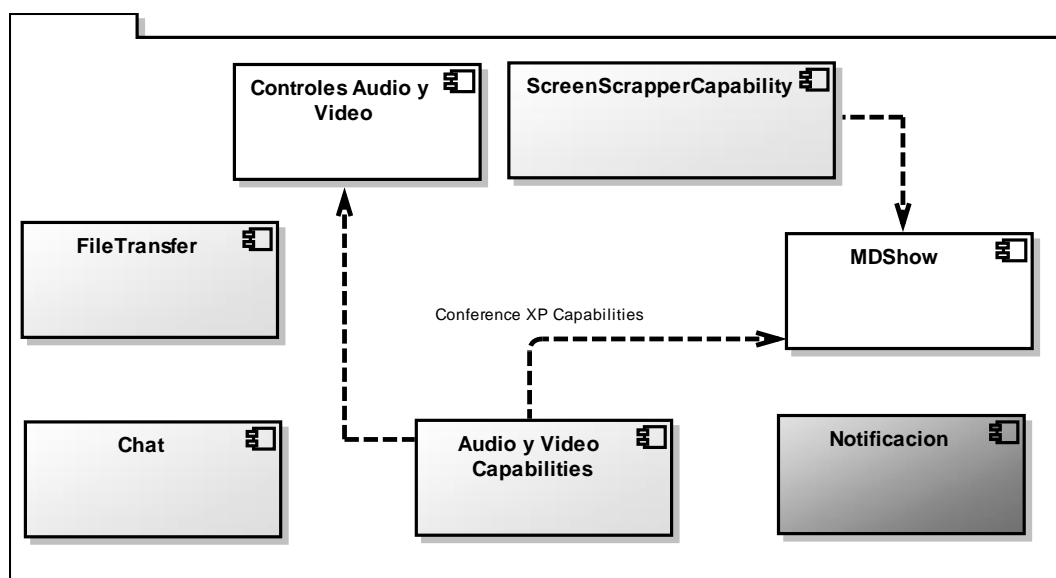 Controles Audio y
Video
ScreenScrapperCapability
FileTransfer
MDShow
Conference XP Capabilities
Chat
Audio y Video
Capabilities
Notificacion